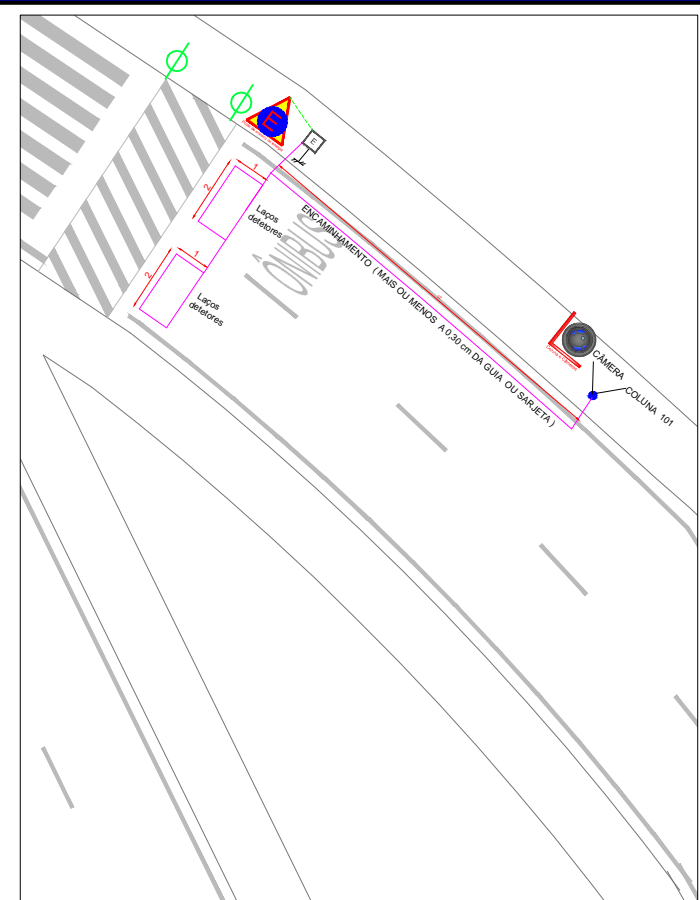 E
E
1
2
Laços
detetores
ÔNIBUS
1
2
Laços
detetores
ENCAMINHAMENTO ( MAIS OU MENOS A 0,30 cm DA GUIA OU SARJETA )
CÂMERA
COLUNA 101